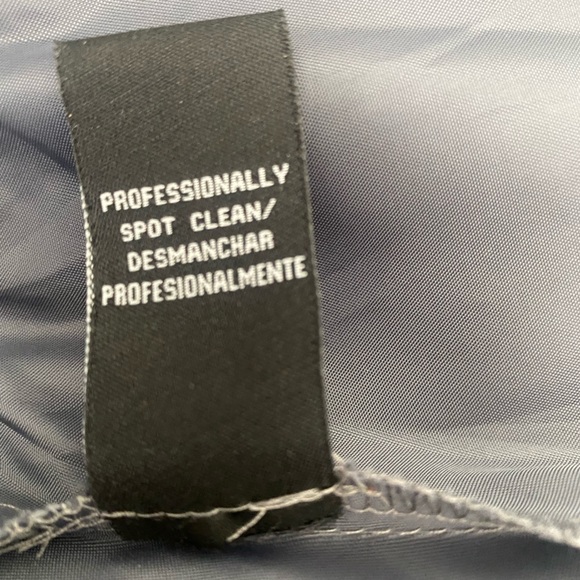 PROFESSIONALLY
SPOT CLEAN/
DESMANCHAR
PROFESIONALMENTE